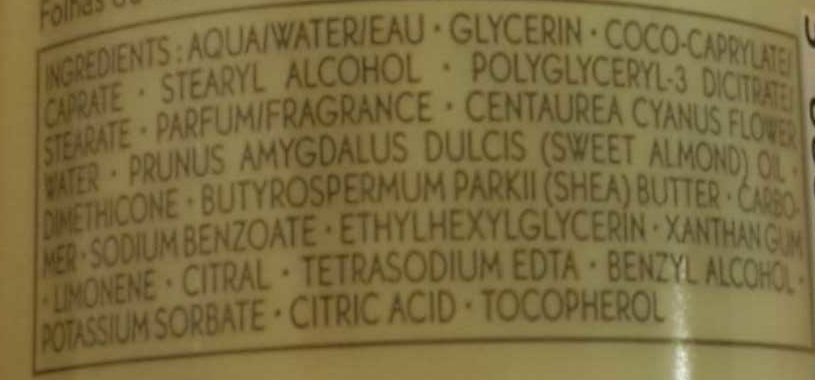 Folhas
INGREDIENTS : AQUA/WATER/EAU · GLYCERIN · COCO-CAPRYLATE/
CAPRATE · STEARYL ALCOHOL · POLYGLYCERYL-3 DICITRATE/
STEARATE · PARFUM/FRAGRANCE · CENTAUREA CYANUS FLOWER
WATER · PRUNUS AMYGDALUS DULCIS (SWEET ALMOND) OIL ·
DIMETHICONE · BUTYROSPERMUM PARKII (SHEA) BUTTER · CARBO-
MER · SODIUM BENZOATE · ETHYLHEXYLGLYCERIN · XANTHAN GUM
· LIMONENE · CITRAL · TETRASODIUM EDTA · BENZYL ALCOHOL ·
POTASSIUM SORBATE · CITRIC ACID · TOCOPHEROL